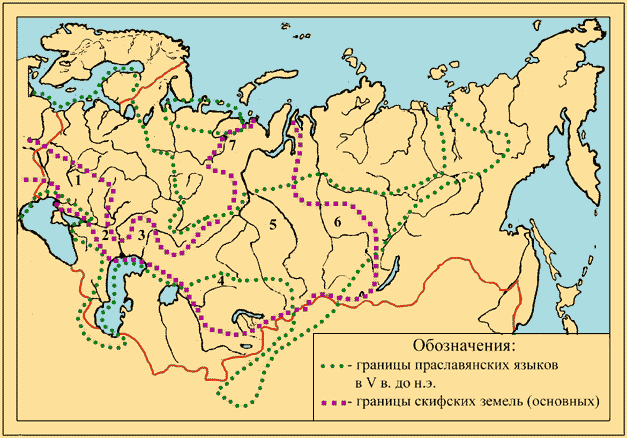 7
1
2
3
5
6
4
Обозначения:
- границы праславянских языков
в V в. до н.э.
- границы скифских земель (основных)